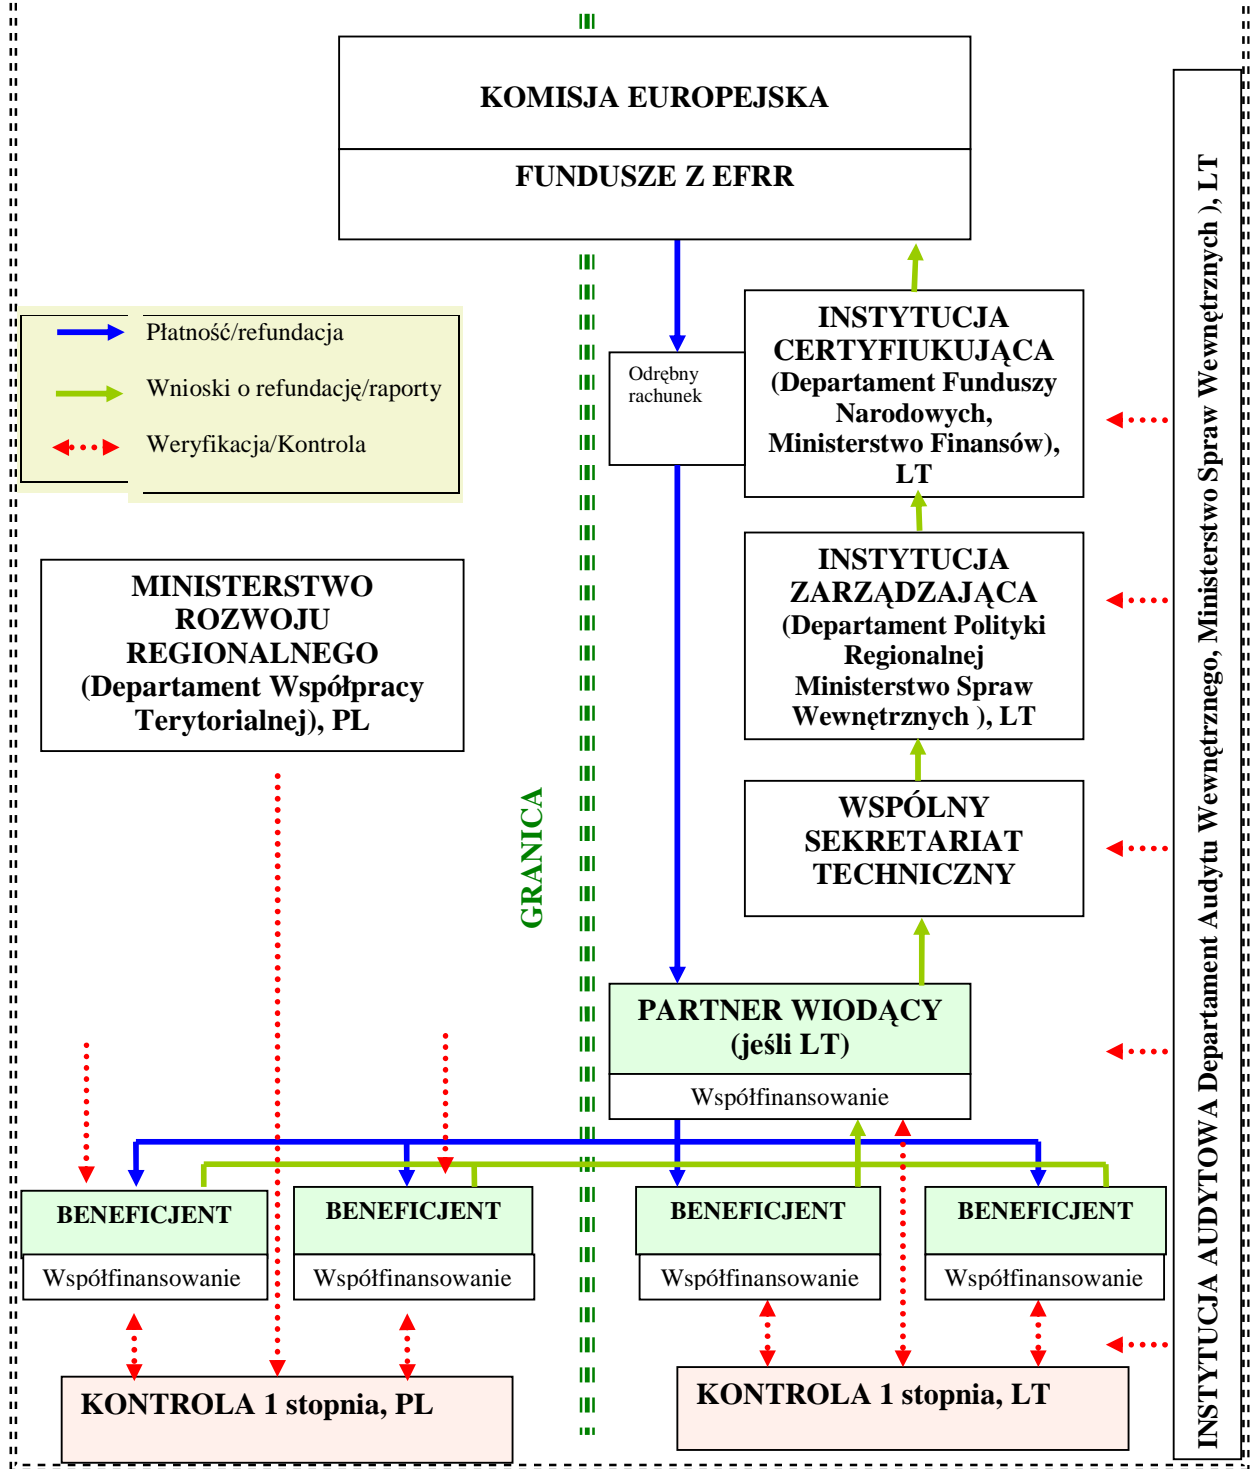 KOMISJA EUROPEJSKA
FUNDUSZE Z EFRR
Płatność/refundacja
Wnioski o refundację/raporty
Weryfikacja/Kontrola
Odrębny
rachunek
INSTYTUCJA
CERTYFIUKUJĄCA
(Departament Funduszy
Narodowych,
Ministerstwo Finansów),
LT
MINISTERSTWO
ROZWOJU
REGIONALNEGO
(Departament Współpracy
Terytorialnej), PL
INSTYTUCJA
ZARZĄDZAJĄCA
(Departament Polityki
Regionalnej
Ministerstwo Spraw
Wewnętrznych ), LT
GRANICA
WSPÓLNY
SEKRETARIAT
TECHNICZNY
PARTNER WIODĄCY
(jeśli LT)
Współfinansowanie
BENEFICJENT
Współfinansowanie
BENEFICJENT
Współfinansowanie
BENEFICJENT
Współfinansowanie
BENEFICJENT
Współfinansowanie
KONTROLA 1 stopnia, PL
KONTROLA 1 stopnia, LT
INSTYTUCJA AUDYTOWA Departament Audytu Wewnętrznego, Ministerstwo Spraw Wewnętrznych ), LT